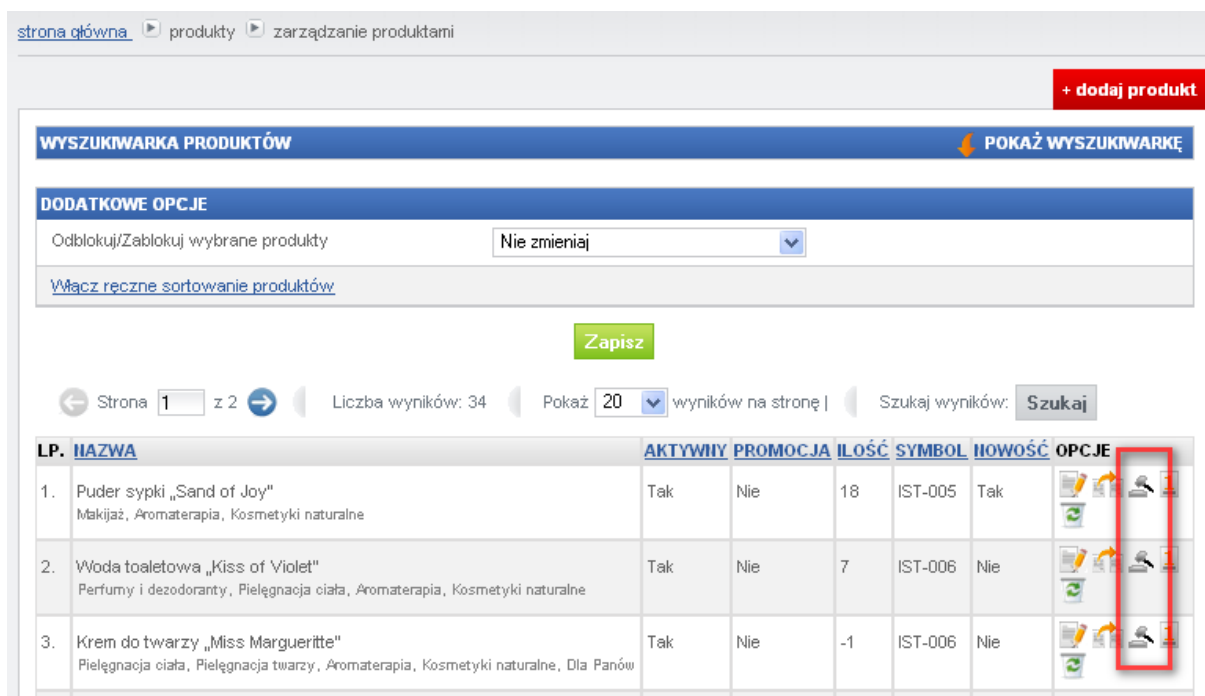 strona główna produkty zarządzanie produktami
+ dodaj produkt
WYSZUKIWARKA PRODUKTÓW POKAŻ WYSZUKIWARKĘ
DODATKOWE OPCJE
Odblokuj/Zablokuj wybrane produkty Nie zmieniaj
Włącz ręczne sortowanie produktów
Zapisz
Strona 1 z 2 Liczba wyników: 34 Pokaż 20 wyników na stronę | Szukaj wyników: Szukaj
LP. NAZWA AKTYWNY PROMOCJA ILOŚĆ SYMBOL NOWOŚĆ OPCJE
1. Puder sypki „Sand of Joy" Tak Nie 18 IST-005 Tak
Makijaż, Aromaterapia, Kosmetyki naturalne
2. Woda toaletowa „Kiss of Violet" Tak Nie 7 IST-006 Nie
Perfumy i dezodoranty, Pielęgnacja ciała, Aromaterapia, Kosmetyki naturalne
3. Krem do twarzy „Miss Margueritte" Tak Nie -1 IST-006 Nie
Pielęgnacja ciała, Pielęgnacja twarzy, Aromaterapia, Kosmetyki naturalne, Dla Panów